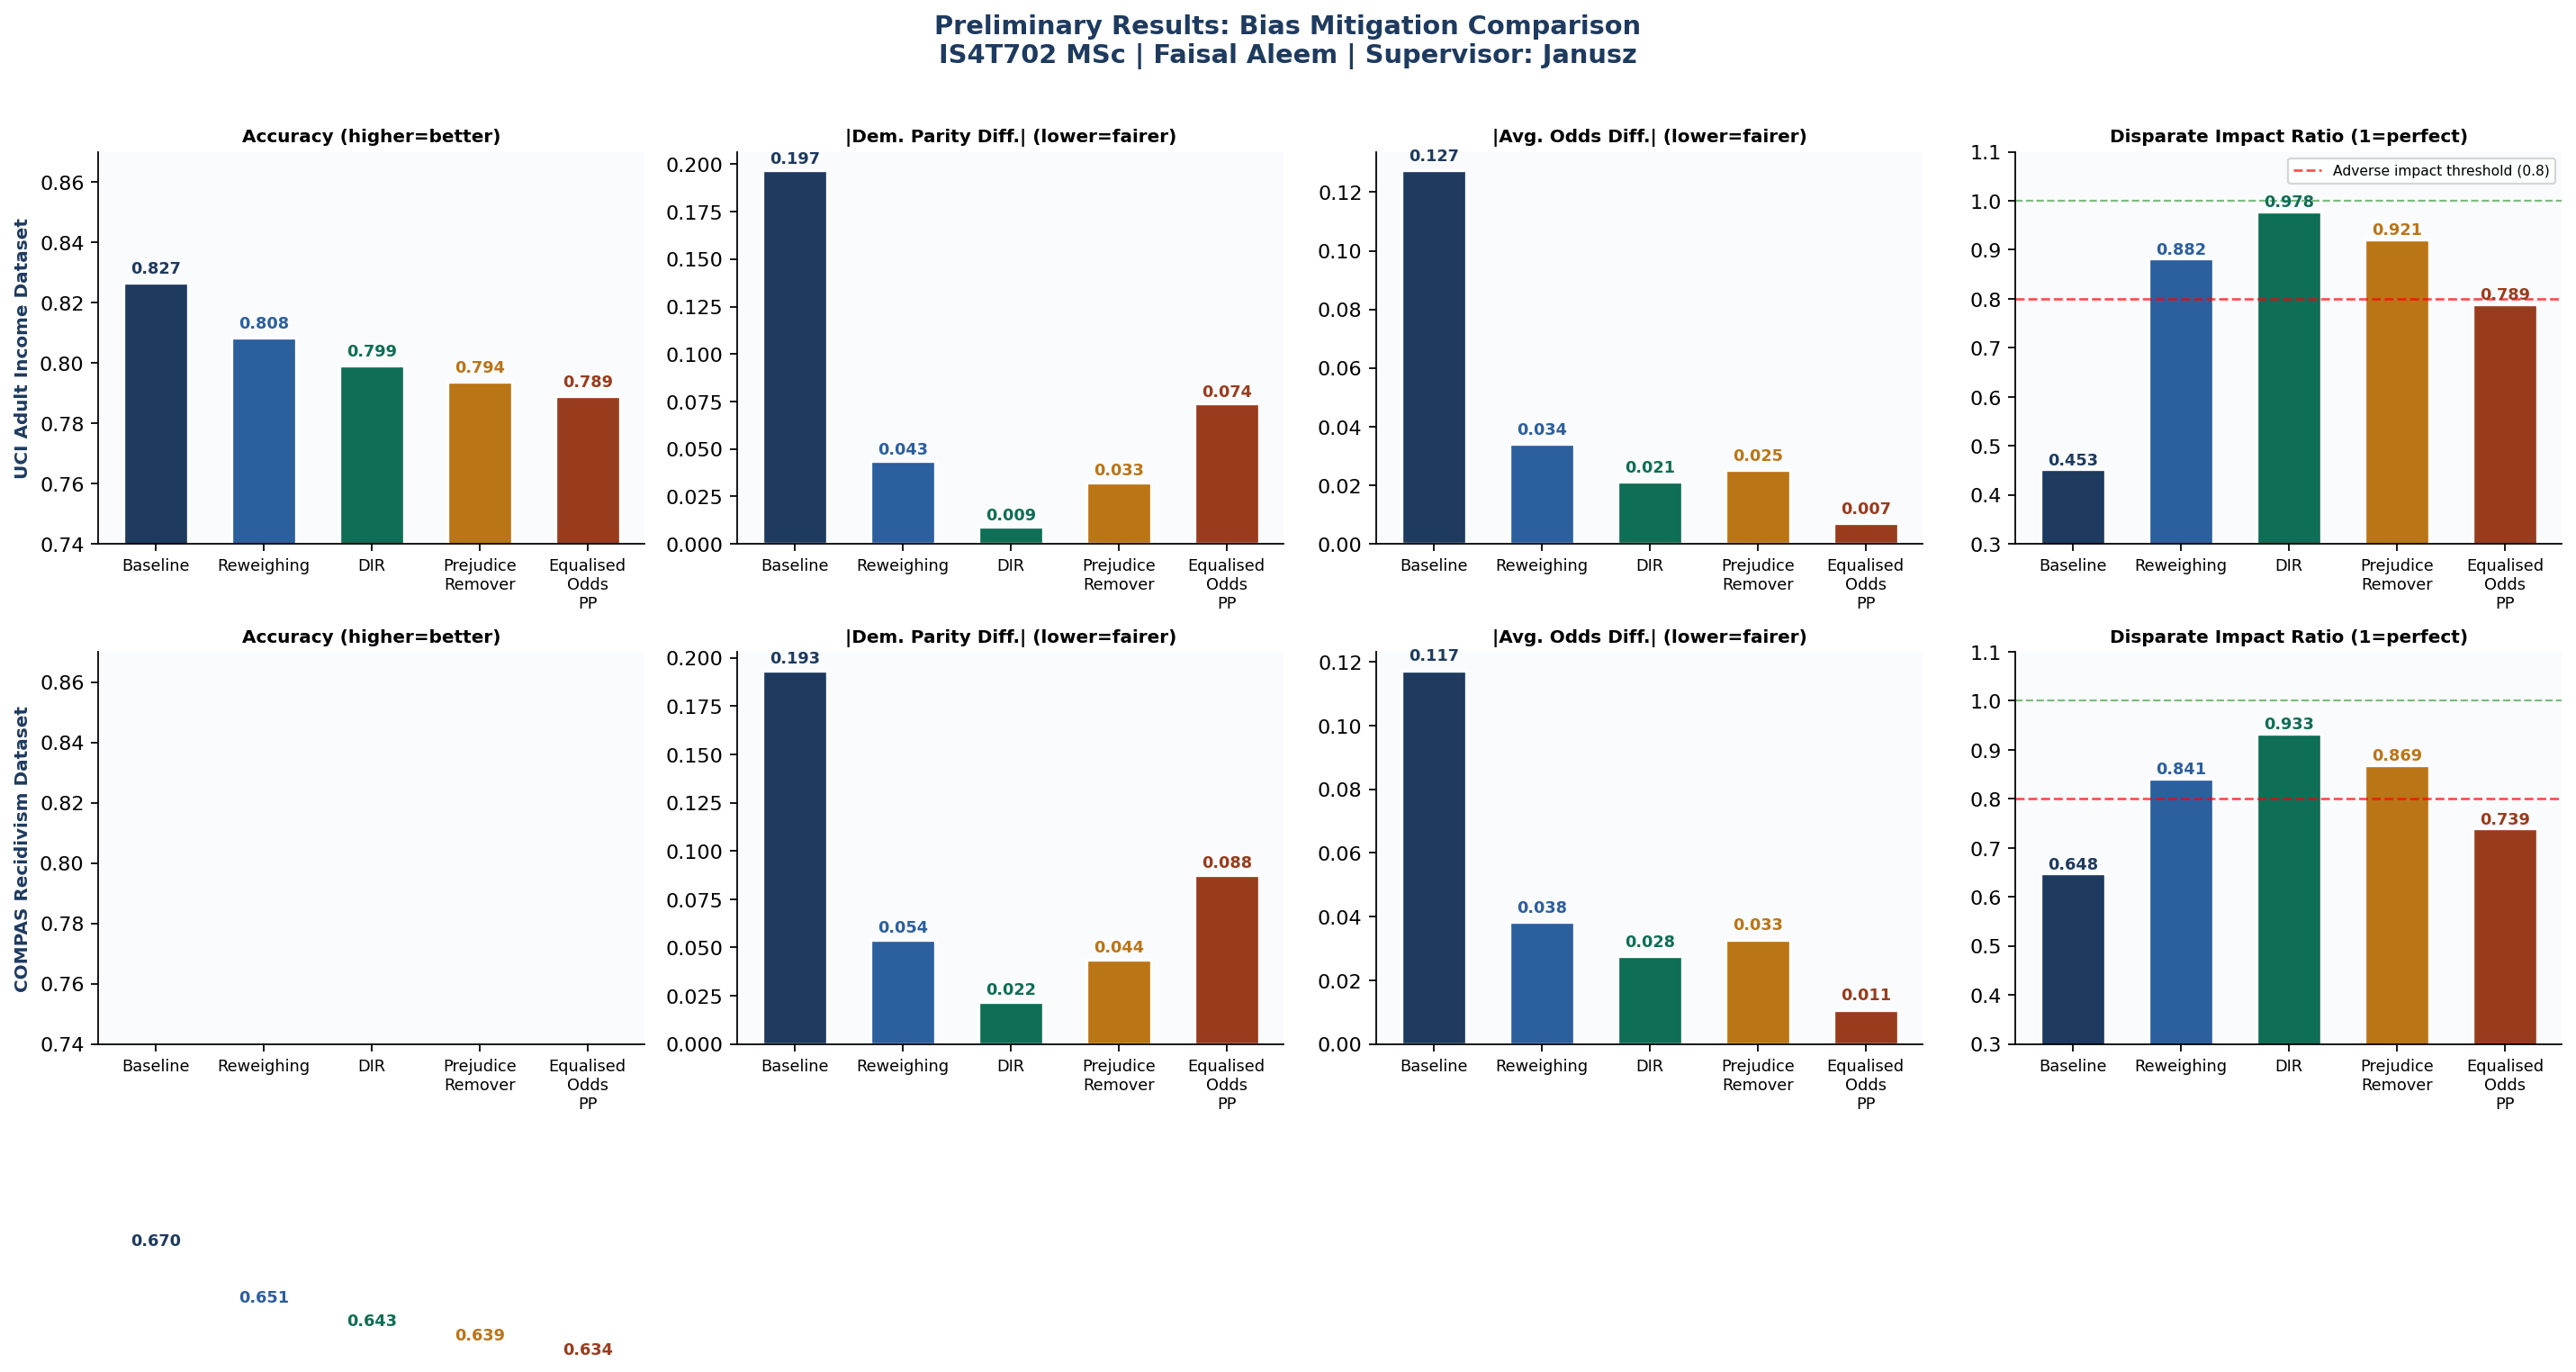 Preliminary Results: Bias Mitigation Comparison
IS4T702 MSc | Faisal Aleem | Supervisor: Janusz
UCI Adult Income Dataset
Accuracy (higher=better)
0.86
0.84
0.82
0.80
0.78
0.76
0.74
0.827
0.808
0.799
0.794
0.789
Baseline
Reweighing
DIR
Prejudice
Remover
Equalised
Odds
PP
|Dem. Parity Diff.| (lower=fairer)
0.200
0.175
0.150
0.125
0.100
0.075
0.050
0.025
0.000
0.197
0.043
0.009
0.033
0.074
Baseline
Reweighing
DIR
Prejudice
Remover
Equalised
Odds
PP
|Avg. Odds Diff.| (lower=fairer)
0.12
0.10
0.08
0.06
0.04
0.02
0.00
0.127
0.034
0.021
0.025
0.007
Baseline
Reweighing
DIR
Prejudice
Remover
Equalised
Odds
PP
Disparate Impact Ratio (1=perfect)
Adverse impact threshold (0.8)
1.1
1.0
0.9
0.8
0.7
0.6
0.5
0.4
0.3
0.453
0.882
0.978
0.921
0.789
Baseline
Reweighing
DIR
Prejudice
Remover
Equalised
Odds
PP
COMPAS Recidivism Dataset
Accuracy (higher=better)
0.86
0.84
0.82
0.80
0.78
0.76
0.74
Baseline
Reweighing
DIR
Prejudice
Remover
Equalised
Odds
PP
0.670
0.651
0.643
0.639
0.634
|Dem. Parity Diff.| (lower=fairer)
0.200
0.175
0.150
0.125
0.100
0.075
0.050
0.025
0.000
0.193
0.054
0.022
0.044
0.088
Baseline
Reweighing
DIR
Prejudice
Remover
Equalised
Odds
PP
|Avg. Odds Diff.| (lower=fairer)
0.12
0.10
0.08
0.06
0.04
0.02
0.00
0.117
0.038
0.028
0.033
0.011
Baseline
Reweighing
DIR
Prejudice
Remover
Equalised
Odds
PP
Disparate Impact Ratio (1=perfect)
1.1
1.0
0.9
0.8
0.7
0.6
0.5
0.4
0.3
0.648
0.841
0.933
0.869
0.739
Baseline
Reweighing
DIR
Prejudice
Remover
Equalised
Odds
PP